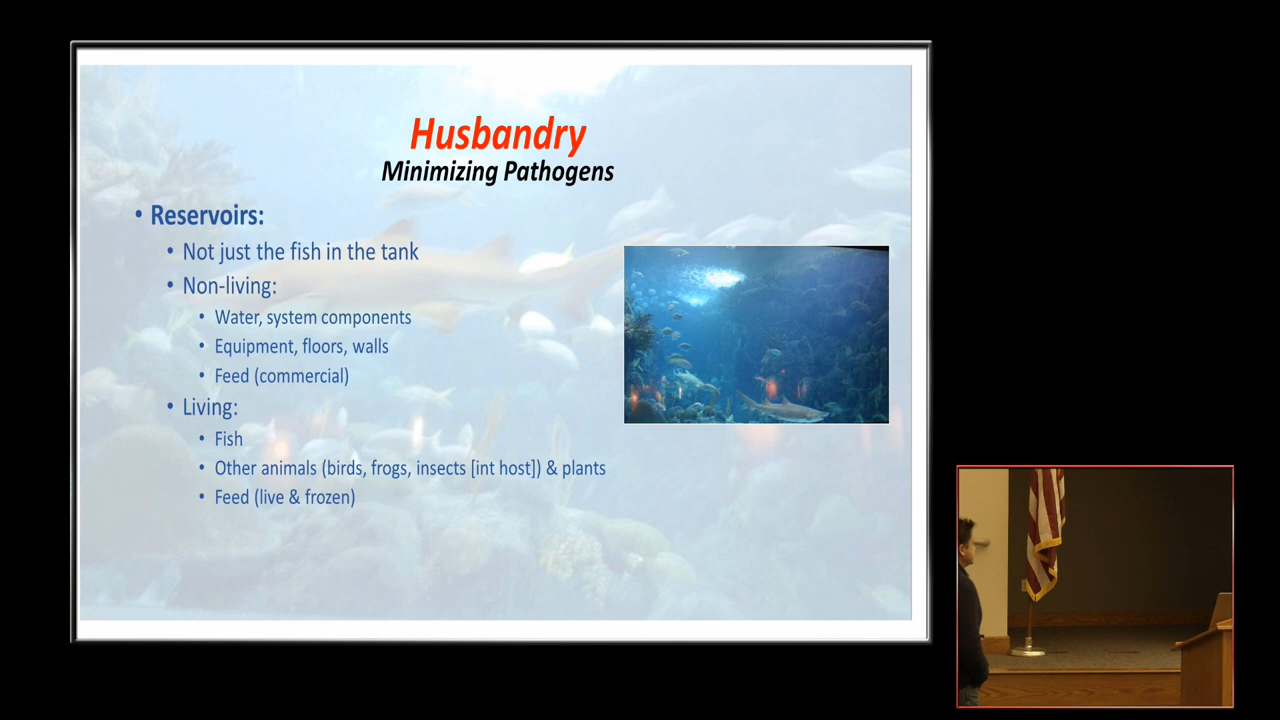 Husbandry
Minimizing Pathogens
• Reservoirs:
• Not just the fish in the tank
• Non-living:
• Water, system components
• Equipment, floors, walls
• Feed (commercial)
• Living:
• Fish
• Other animals (birds, frogs, insects [int host]) & plants
• Feed (live & frozen)